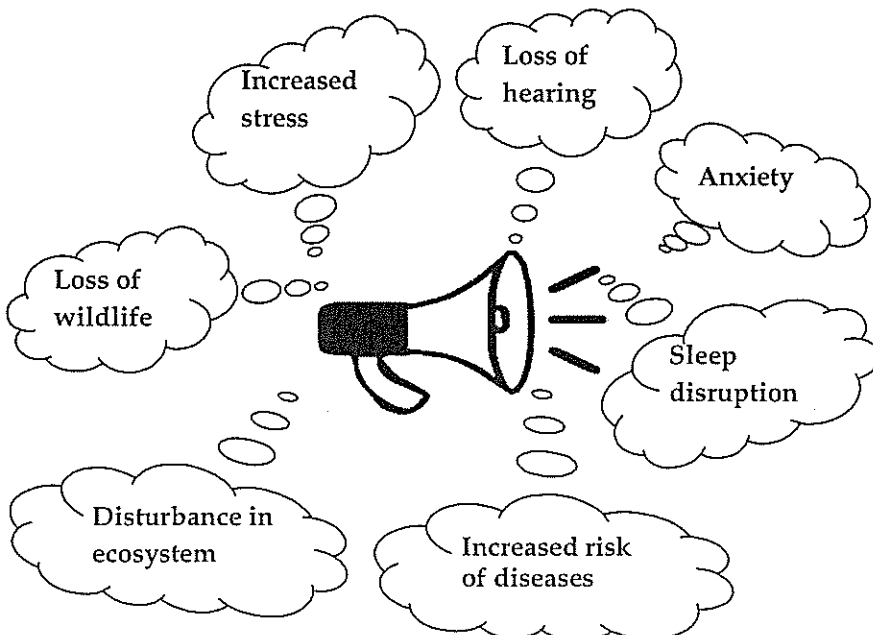 Increased
stress
Loss of
hearing
Anxiety
Loss of
wildlife
Sleep
disruption
Disturbance in
ecosystem
Increased risk
of diseases